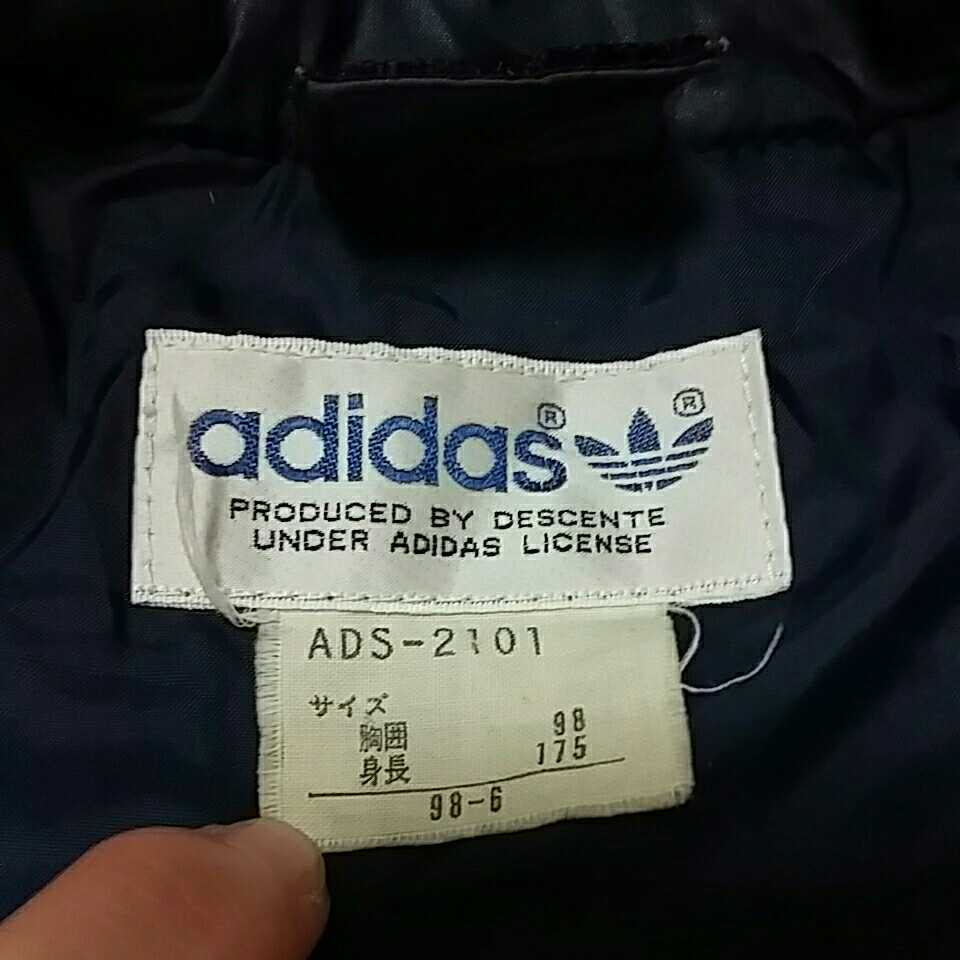 adidas® ®
PRODUCED BY DESCENTE
UNDER ADIDAS LICENSE
ADS-2101
サイズ
胸囲 98
身長 175
98-6